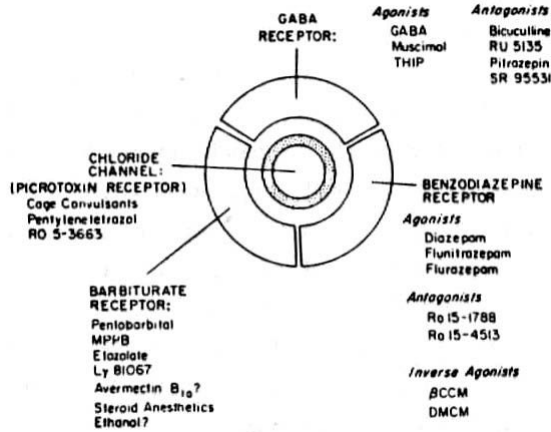 GABA
RECEPTOR:
Agonists
GABA
Muscimol
THIP
Antagonists
Bicuculline
RU 5135
Pitrazepin
SR 95531
CHLORIDE
CHANNEL:
(PICROTOXIN RECEPTOR)
Cage Convulsants
Pentylenetetrazol
RO 5-3663
BENZODIAZEPINE
RECEPTOR
Agonists
Diazepam
Flunitrazepam
Flurazepam
Antagonists
Ro 15-1788
Ro 15-4513
Inverse Agonists
βCCM
DMCM
BARBITURATE
RECEPTOR:
Pentobarbital
MPPB
Etazolate
Ly 81067
Avermectin B1a?
Steroid Anesthetics
Ethanol?